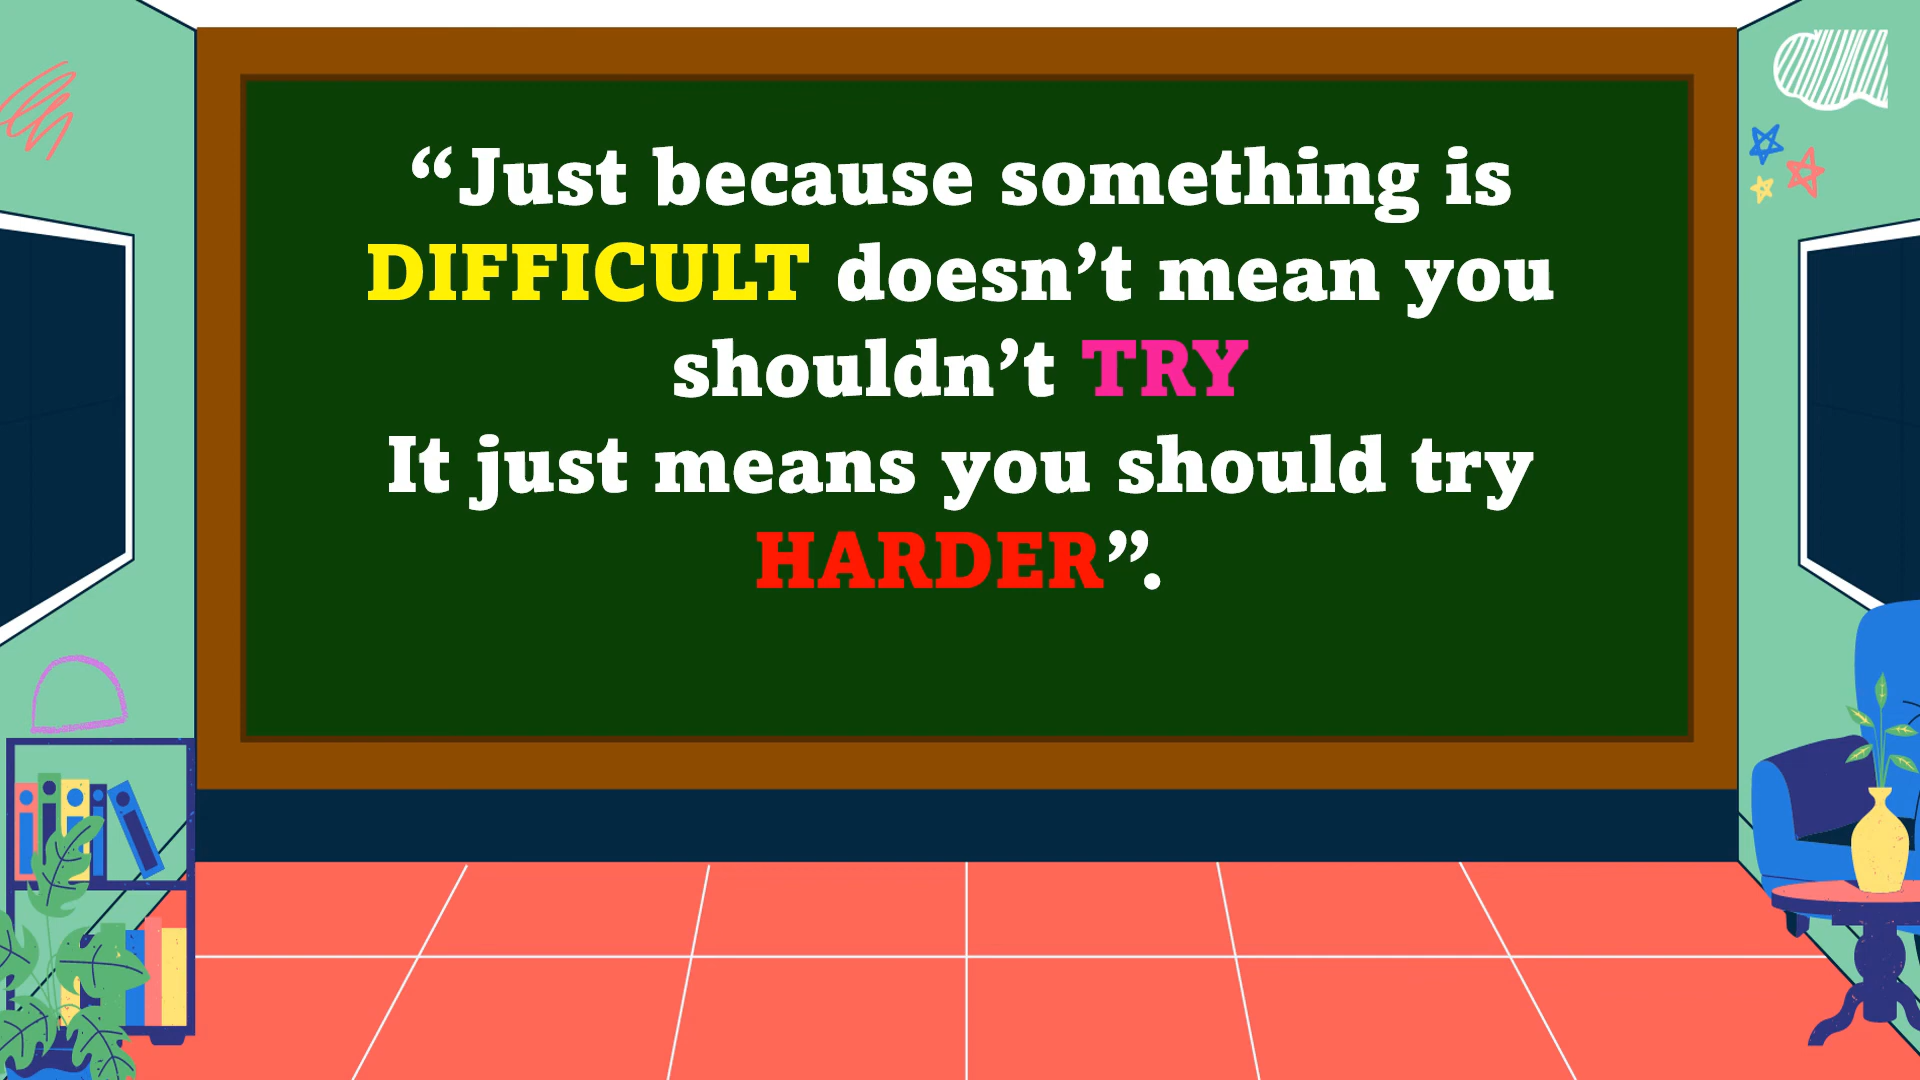 “Just because something is
DIFFICULT doesn’t mean you
shouldn’t TRY
It just means you should try
HARDER”.